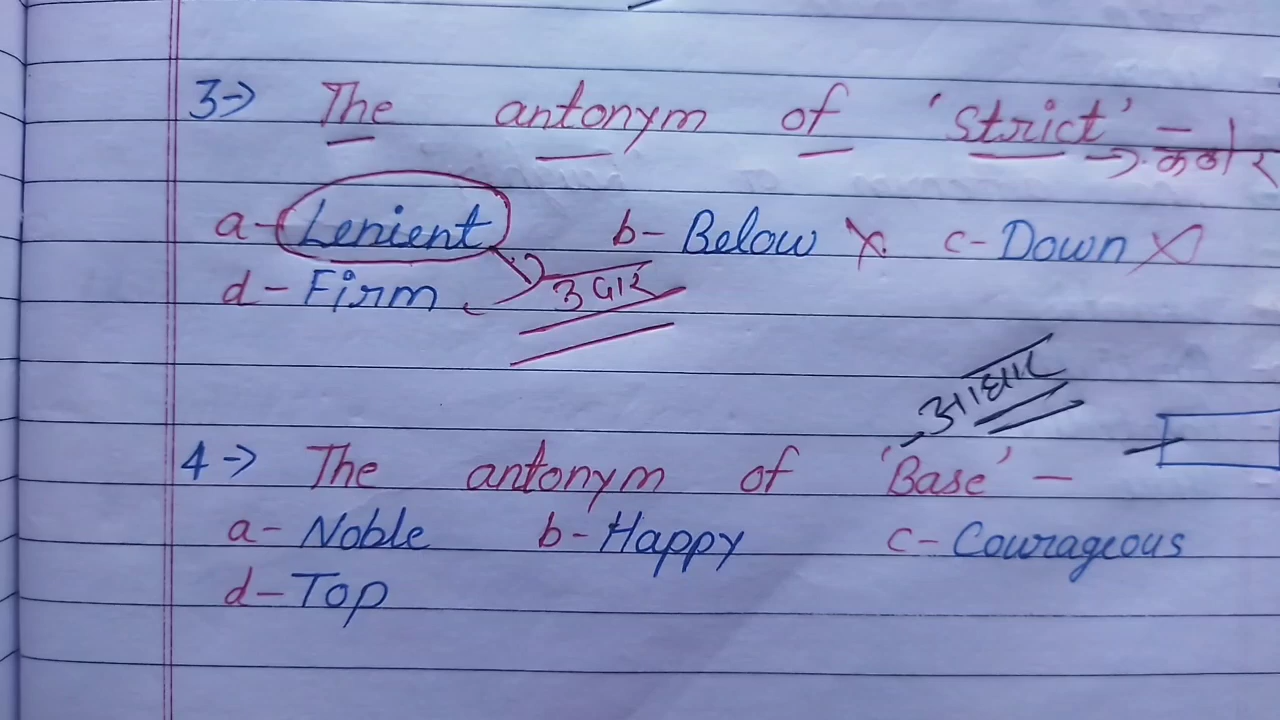 3→ The antonym of 'Strict' – → कठोर
a- Lenient b- Below × c- Down ×
d- Firm उदार
आधार
4→ The antonym of 'Base' –
a- Noble b- Happy c- Courageous
d- Top